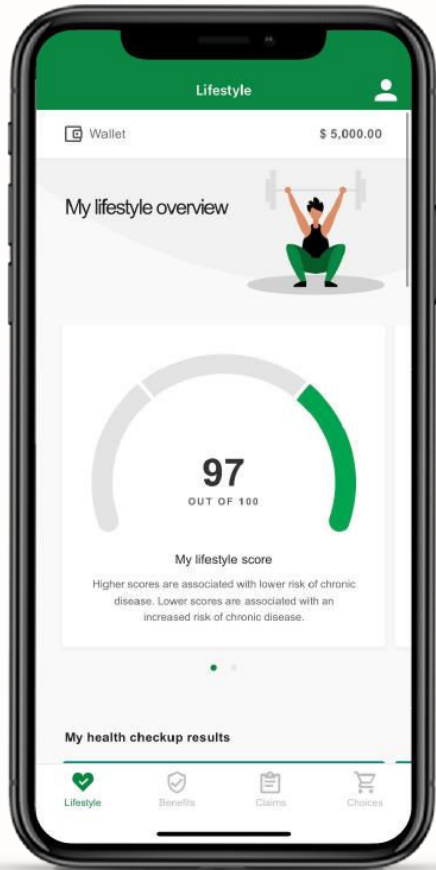 Lifestyle
Wallet $ 5,000.00
My lifestyle overview
97
OUT OF 100
My lifestyle score
Higher scores are associated with lower risk of chronic
disease. Lower scores are associated with an
increased risk of chronic disease.
My health checkup results
Lifestyle Benefits Claims Choices